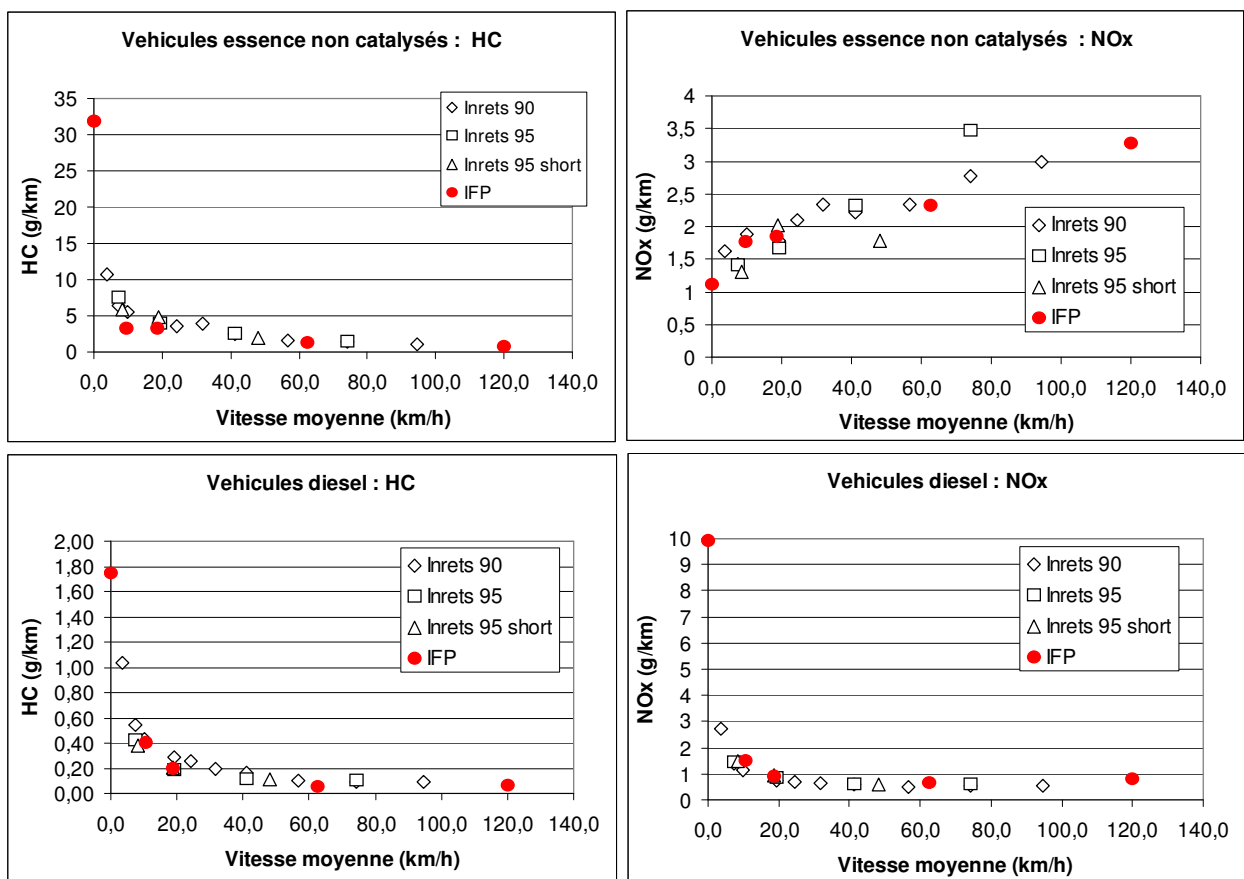 Vehicules essence non catalysés : HC
35
30
25
20
15
10
5
0
HC (g/km)
Inrets 90
Inrets 95
Inrets 95 short
IFP
0,0 20,0 40,0 60,0 80,0 100,0 120,0 140,0
Vitesse moyenne (km/h)
Vehicules essence non catalysés : NOx
4
3,5
3
2,5
2
1,5
1
0,5
0
NOx (g/km)
Inrets 90
Inrets 95
Inrets 95 short
IFP
0,0 20,0 40,0 60,0 80,0 100,0 120,0 140,0
Vitesse moyenne (km/h)
Vehicules diesel : HC
2,00
1,80
1,60
1,40
1,20
1,00
0,80
0,60
0,40
0,20
0,00
HC (g/km)
Inrets 90
Inrets 95
Inrets 95 short
IFP
0,0 20,0 40,0 60,0 80,0 100,0 120,0 140,0
Vitesse moyenne (km/h)
Vehicules diesel : NOx
10
9
8
7
6
5
4
3
2
1
0
NOx (g/km)
Inrets 90
Inrets 95
Inrets 95 short
IFP
0,0 20,0 40,0 60,0 80,0 100,0 120,0 140,0
Vitesse moyenne (km/h)